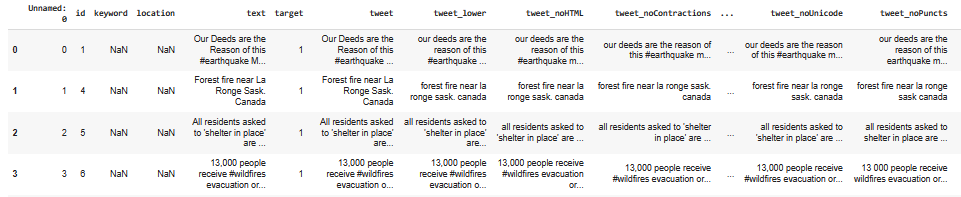 Unnamed: 0 id keyword location text target tweet tweet_lower tweet_noHTML tweet_noContractions ... tweet_noUnicode tweet_noPuncts
0 0 1 NaN NaN Our Deeds are the Reason of this #earthquake M... 1 Our Deeds are the Reason of this #earthquake ... our deeds are the reason of this #earthquake ... our deeds are the reason of this #earthquake m... our deeds are the reason of this #earthquake m... ... our deeds are the reason of this #earthquake m... our deeds are the reason of this earthquake m...
1 1 4 NaN NaN Forest fire near La Ronge Sask. Canada 1 Forest fire near La Ronge Sask. Canada forest fire near la ronge sask. canada forest fire near la ronge sask. canada forest fire near la ronge sask. canada ... forest fire near la ronge sask. canada forest fire near la ronge sask canada
2 2 5 NaN NaN All residents asked to 'shelter in place' are ... 1 All residents asked to 'shelter in place' are... all residents asked to 'shelter in place' are... all residents asked to 'shelter in place' are ... all residents asked to 'shelter in place' are ... ... all residents asked to 'shelter in place' are ... all residents asked to shelter in place are a...
3 3 6 NaN NaN 13,000 people receive #wildfires evacuation or... 1 13,000 people receive #wildfires evacuation o... 13,000 people receive #wildfires evacuation o... 13,000 people receive #wildfires evacuation or... 13,000 people receive #wildfires evacuation or... ... 13,000 people receive #wildfires evacuation or... 13 000 people receive wildfires evacuation or...